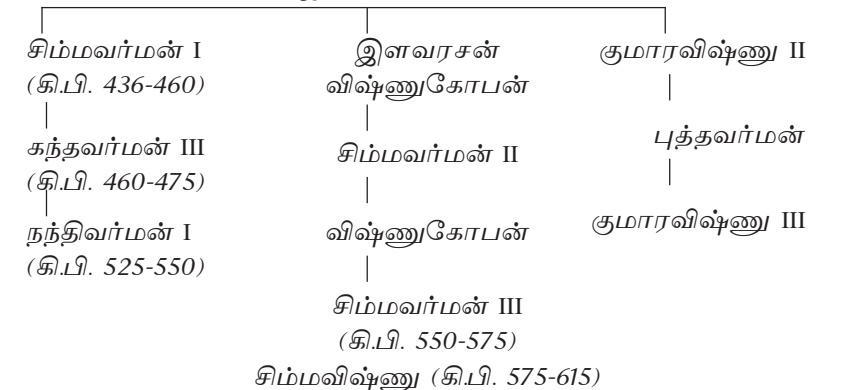 சிம்மவர்மன் I இளவரசன் குமாரவிஷ்ணு II
(கி.பி. 436-460) விஷ்ணுகோபன்
கந்தவர்மன் III சிம்மவர்மன் II புத்தவர்மன்
(கி.பி. 460-475)
நந்திவர்மன் I விஷ்ணுகோபன் குமாரவிஷ்ணு III
(கி.பி. 525-550)
சிம்மவர்மன் III
(கி.பி. 550-575)
சிம்மவிஷ்ணு (கி.பி. 575-615)